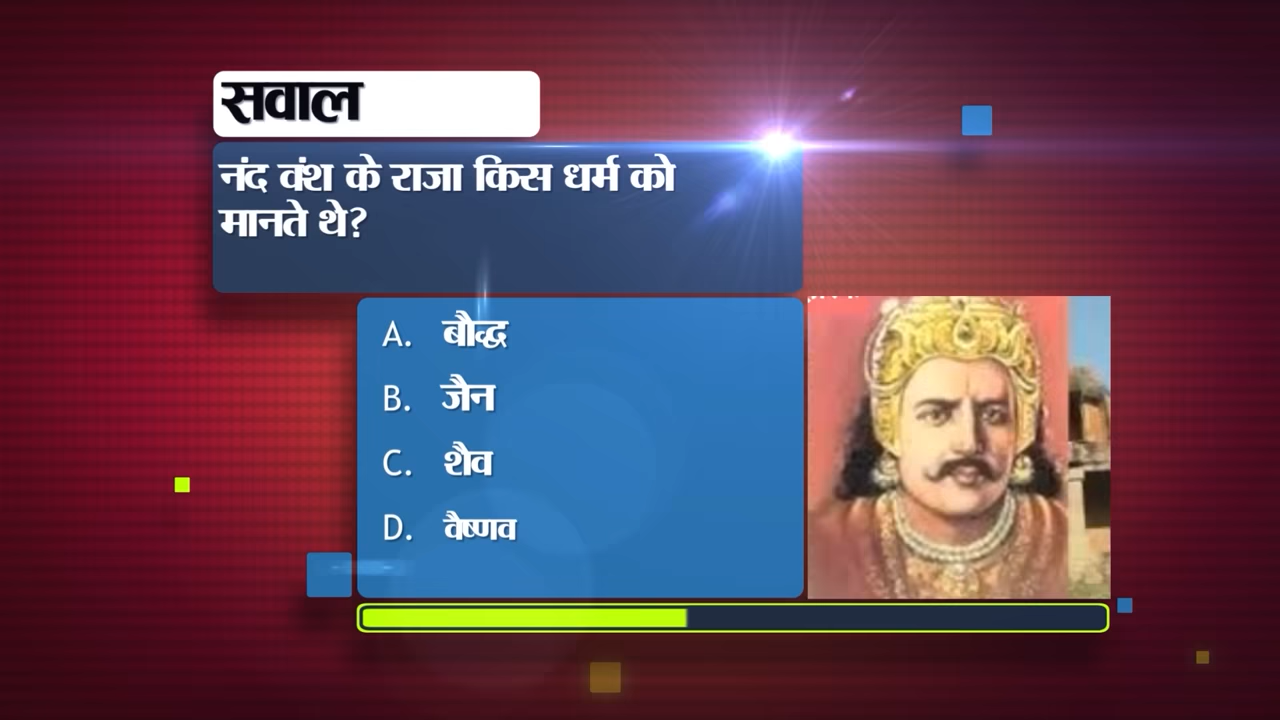 सवाल
नंद वंश के राजा किस धर्म को
मानते थे?
A. बौद्ध
B. जैन
C. शैव
D. वैष्णव